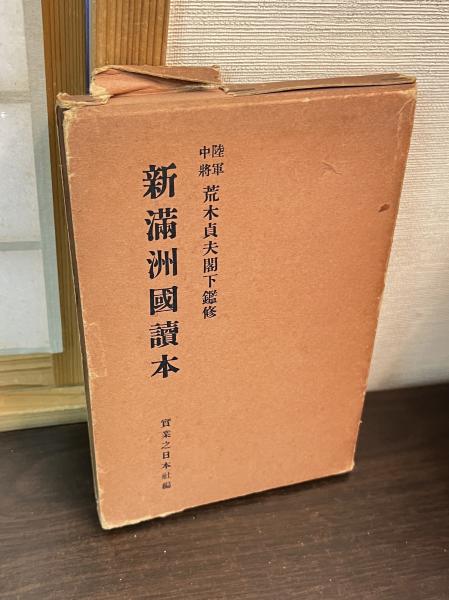 陸軍中將 荒木貞夫閣下鑑修
新滿洲國讀本
實業之日本社編